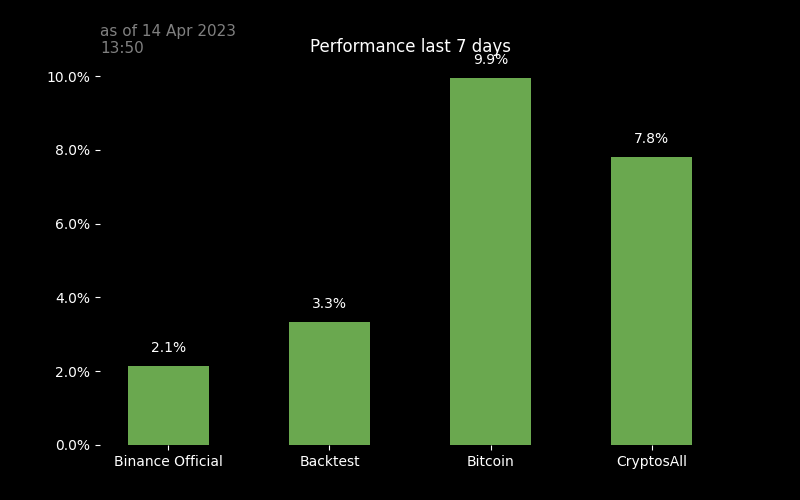 as of 14 Apr 2023
13:50
Performance last 7 days
10.0%
8.0%
6.0%
4.0%
2.0%
0.0%
2.1%
3.3%
9.9%
7.8%
Binance Official
Backtest
Bitcoin
CryptosAll